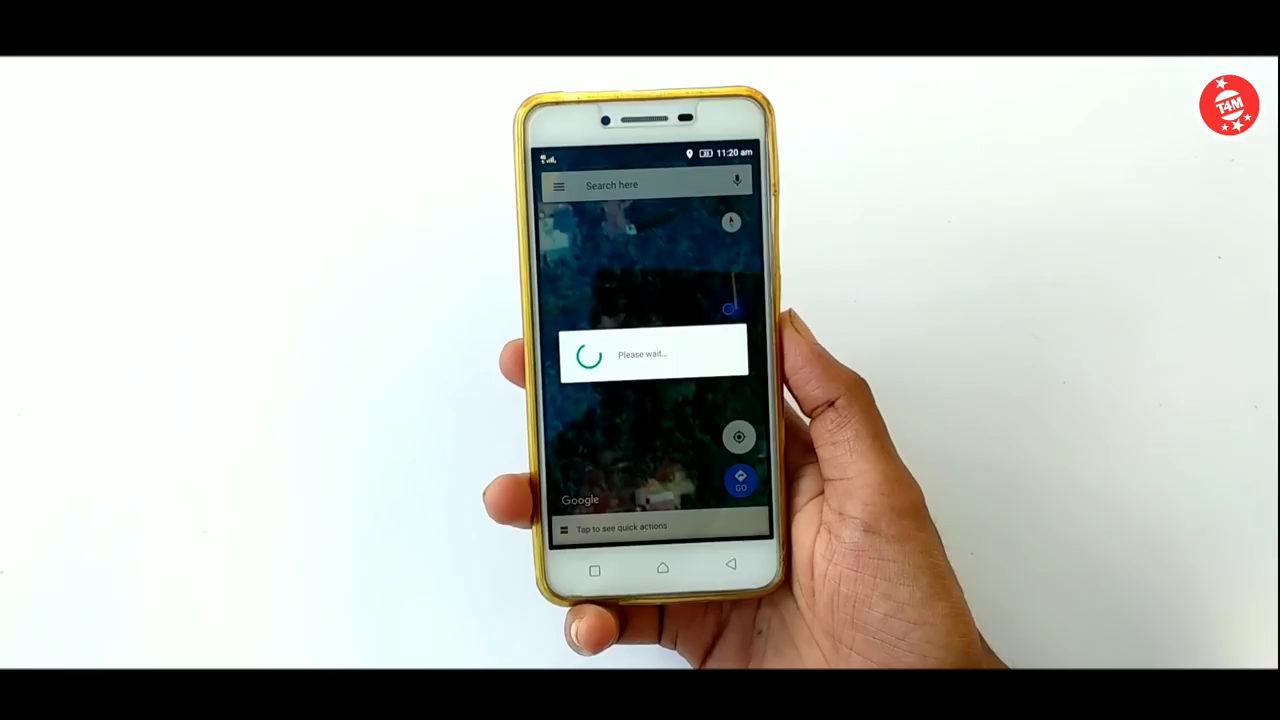 T4M
11:20 am
Search here
Please wait...
GO
Google
Tap to see quick actions